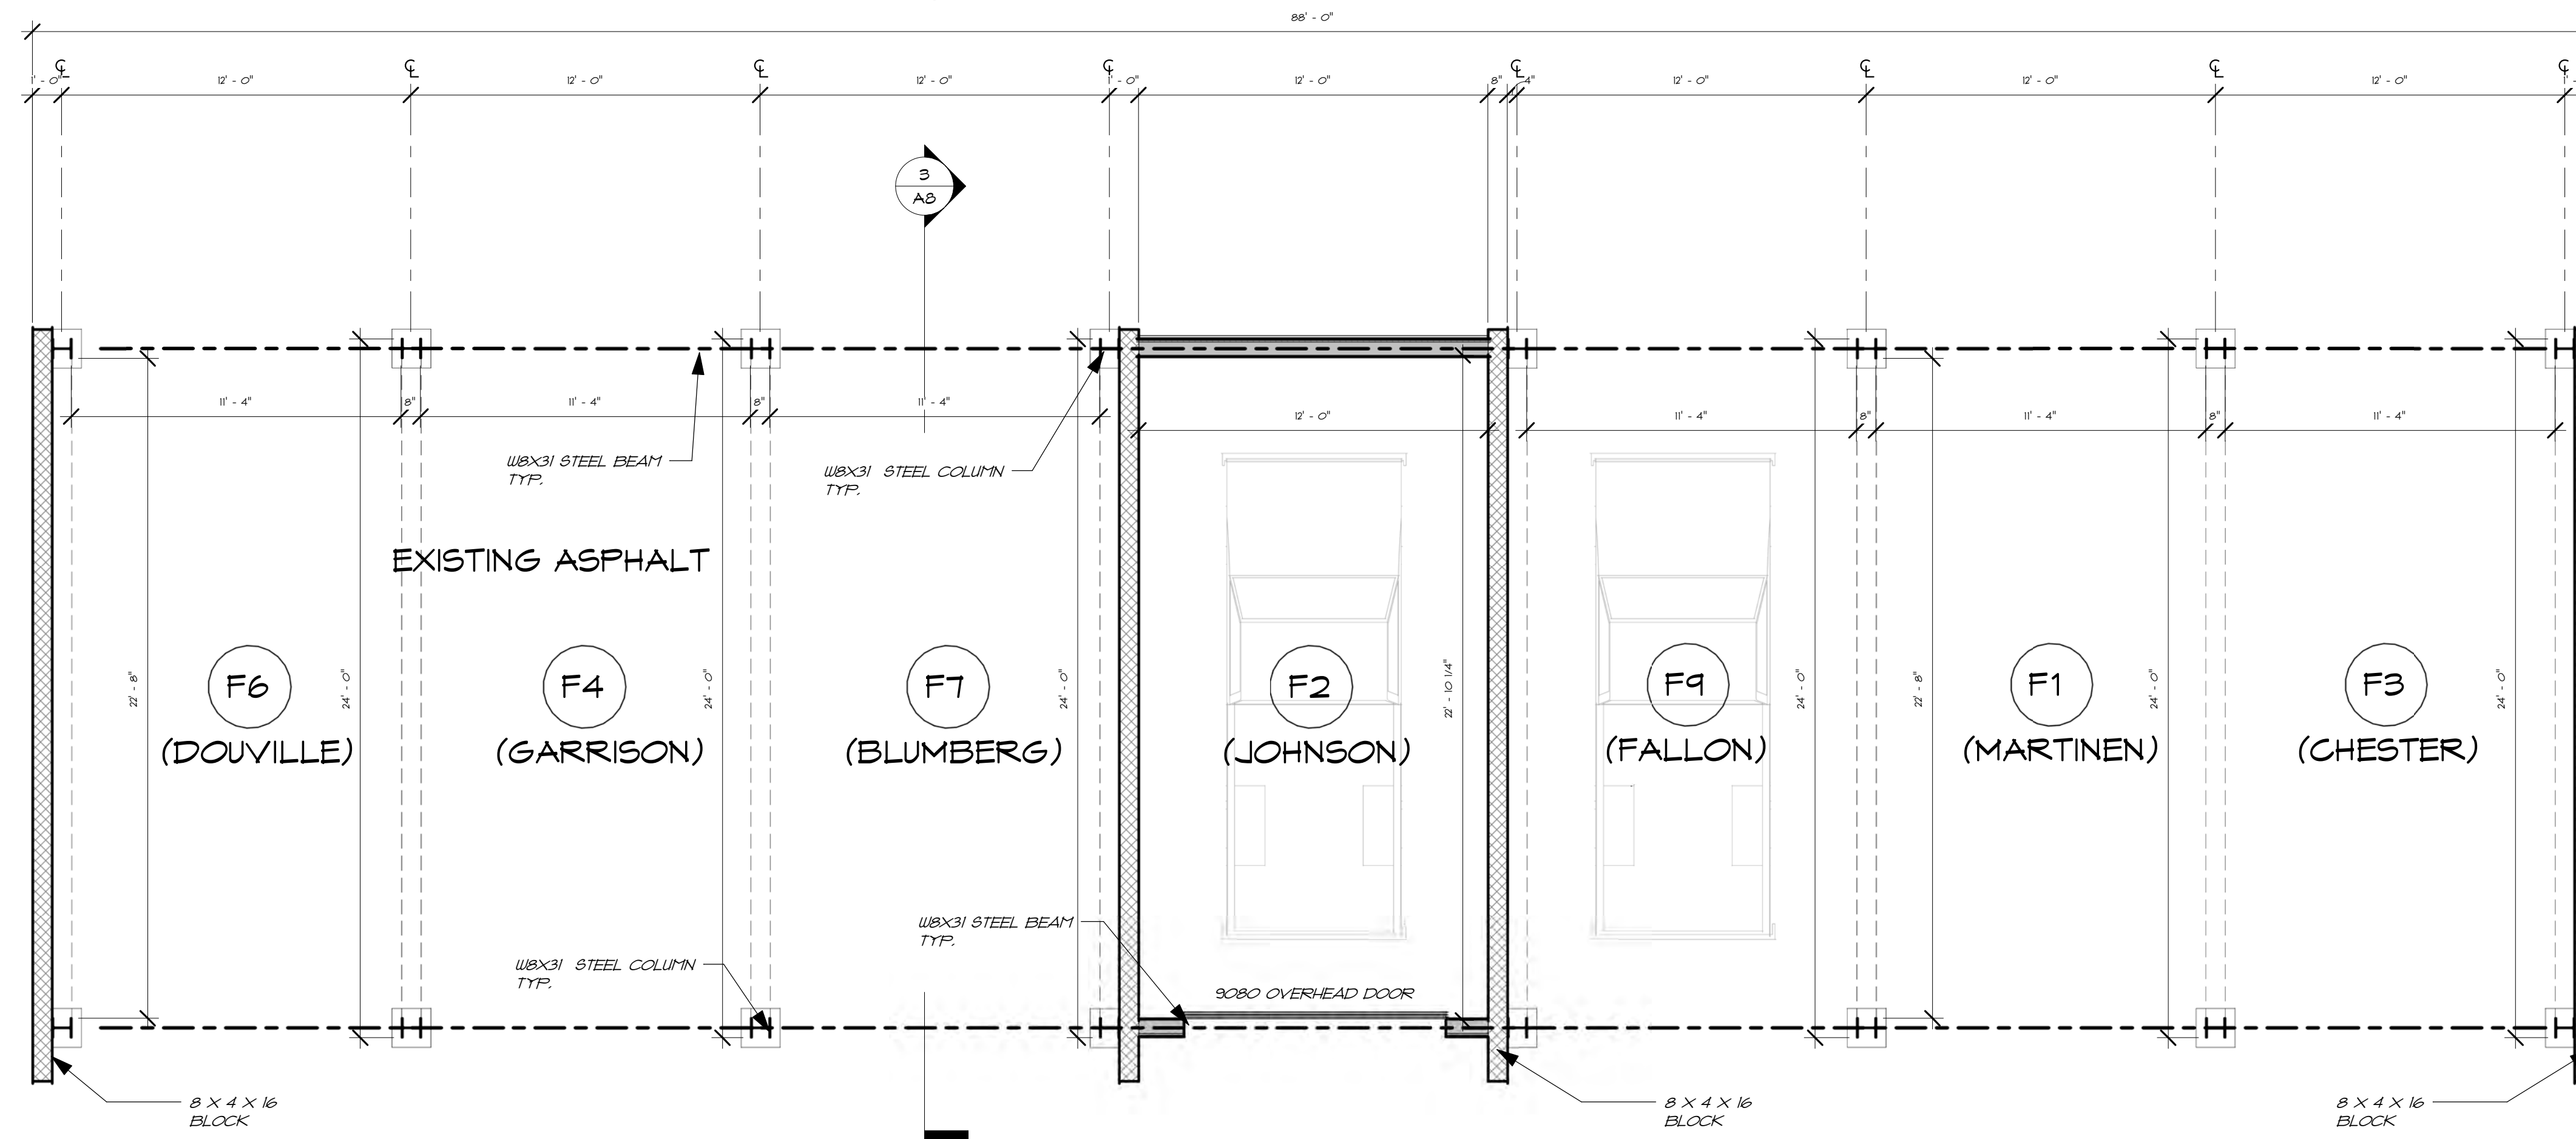 88' - 0"
1' - 0"
12' - 0"
12' - 0"
12' - 0"
1' - 0"
12' - 0"
8"
4"
12' - 0"
12' - 0"
12' - 0"
1' -
3
A8
11' - 4"
8"
11' - 4"
8"
11' - 4"
12' - 0"
11' - 4"
8"
11' - 4"
8"
11' - 4"
W8X31 STEEL BEAM
TYP.
W8X31 STEEL COLUMN
TYP.
EXISTING ASPHALT
22' - 8"
F6
(DOUVILLE)
24' - 0"
F4
(GARRISON)
24' - 0"
F7
(BLUMBERG)
24' - 0"
F2
(JOHNSON)
22' - 10 1/4"
F9
(FALLON)
24' - 0"
22' - 8"
F1
(MARTINEN)
24' - 0"
F3
(CHESTER)
24' - 0"
W8X31 STEEL BEAM
TYP.
W8X31 STEEL COLUMN
TYP.
9080 OVERHEAD DOOR
8 X 4 X 16
BLOCK
8 X 4 X 16
BLOCK
8 X 4 X 16
BLOCK